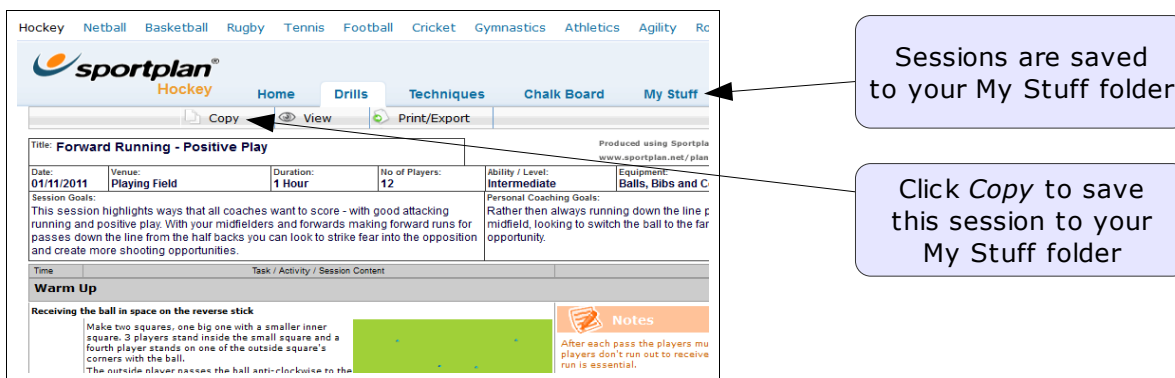 Hockey Netball Basketball Rugby Tennis Football Cricket Gymnastics Athletics Agility Ro
sportplan®
Hockey
Home Drills Techniques Chalk Board My Stuff
Copy View Print/Export
Title: Forward Running - Positive Play
Produced using Sportpla
www.sportplan.net/plan
Date: Venue: Duration: No of Players: Ability / Level: Equipment:
01/11/2011 Playing Field 1 Hour 12 Intermediate Balls, Bibs and C
Session Goals:
This session highlights ways that all coaches want to score - with good attacking
running and positive play. With your midfielders and forwards making forward runs for
passes down the line from the half backs you can look to strike fear into the opposition
and create more shooting opportunities.
Personal Coaching Goals:
Rather then always running down the line p
midfield, looking to switch the ball to the far
opportunity.
Time Task / Activity / Session Content
Warm Up
Receiving the ball in space on the reverse stick
Make two squares, one big one with a smaller inner
square. 3 players stand inside the small square and a
fourth player stands on one of the outside square's
corners with the ball.
The outside player passes the ball anti-clockwise to the
Notes
After each pass the players mu
players don't run out to receive
run is essential.
Sessions are saved
to your My Stuff folder
Click Copy to save
this session to your
My Stuff folder